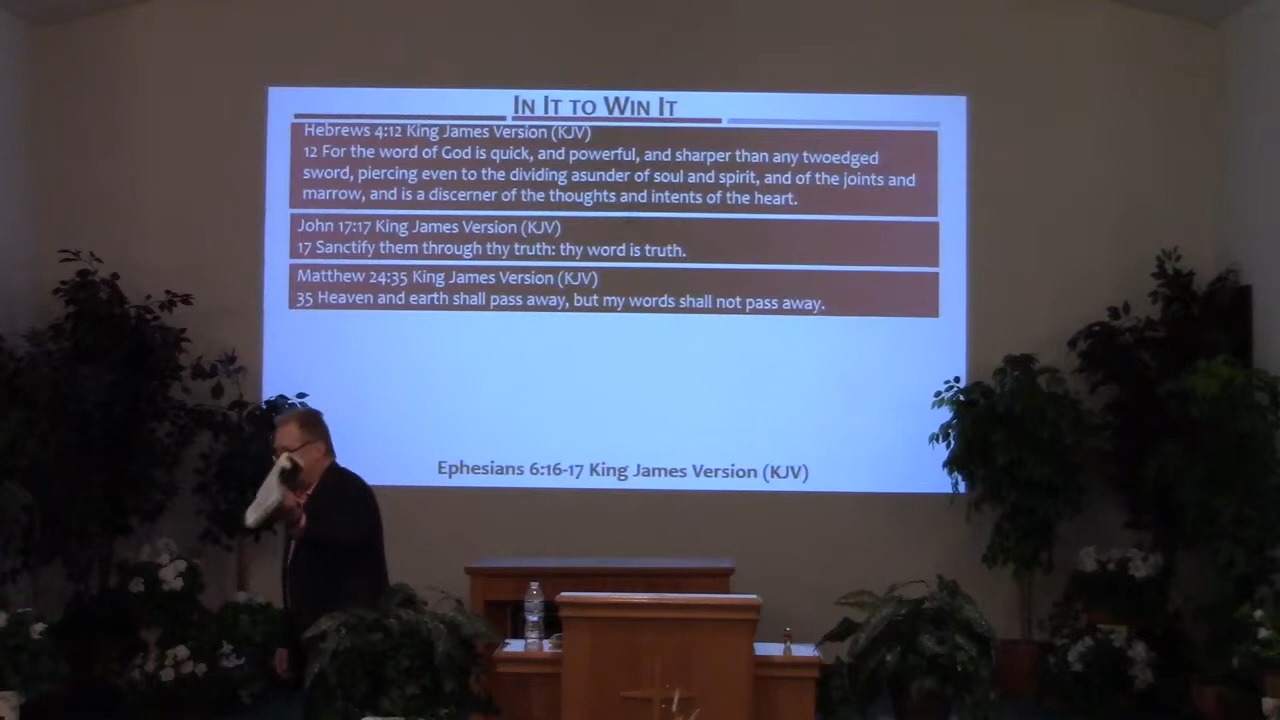 In It to Win It
Hebrews 4:12 King James Version (KJV)
12 For the word of God is quick, and powerful, and sharper than any twoedged
sword, piercing even to the dividing asunder of soul and spirit, and of the joints and
marrow, and is a discerner of the thoughts and intents of the heart.
John 17:17 King James Version (KJV)
17 Sanctify them through thy truth: thy word is truth.
Matthew 24:35 King James Version (KJV)
35 Heaven and earth shall pass away, but my words shall not pass away.
Ephesians 6:16-17 King James Version (KJV)